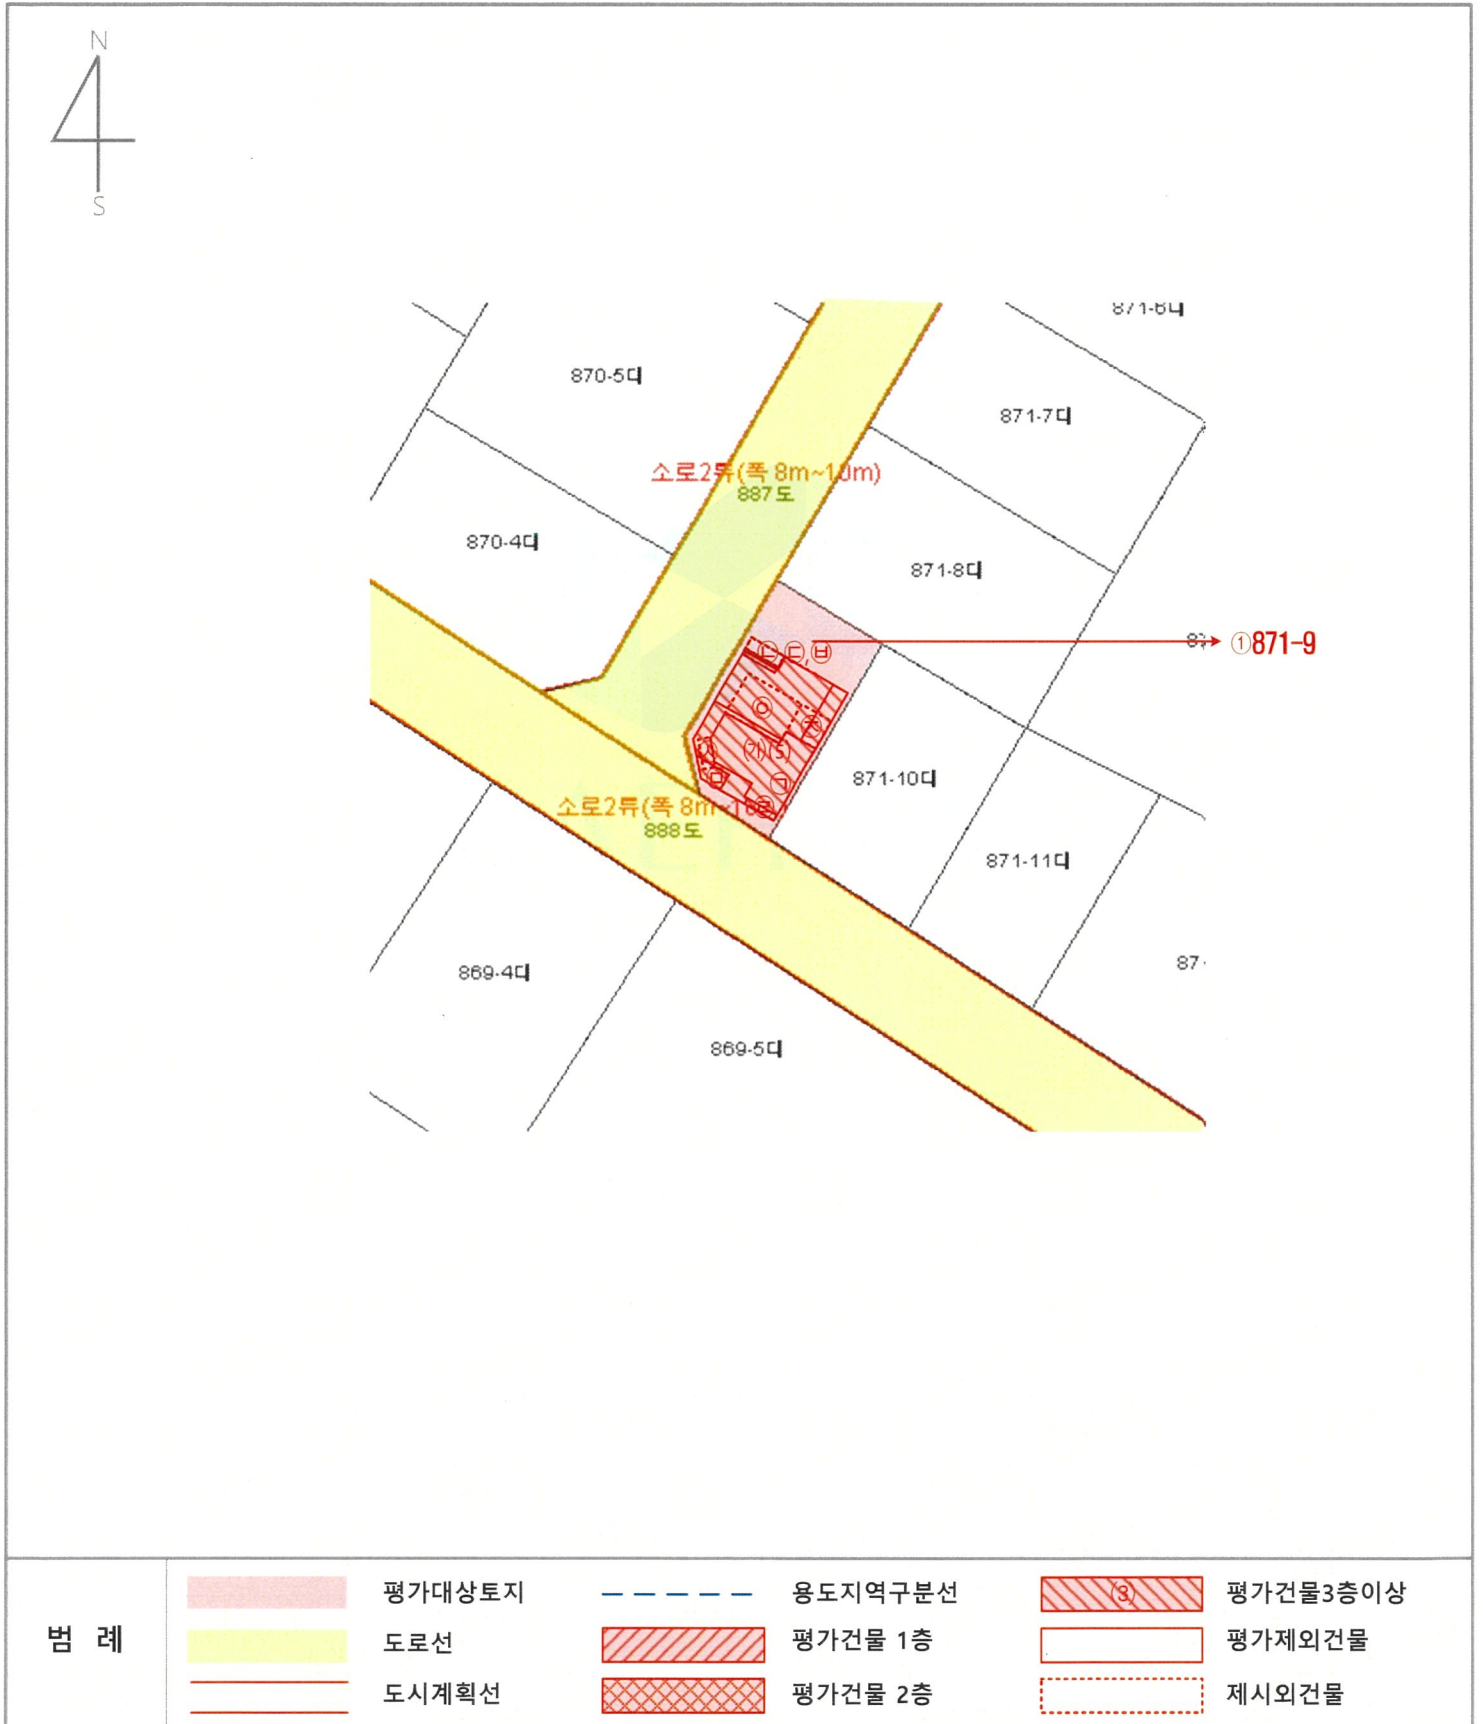 N
S
871-6대
870-5대
871-7대
소로2류(폭 8m~10m)
887도
870-4대
871-8대
①871-9
㉢ ㉢,㉥
◎
㈎(5)
㉤
㉠
871-10대
소로2류(폭 8m~10m)
888도
871-11대
869-4대
87
869-5대
범 례
평가대상토지
용도지역구분선
③
평가건물3층이상
도로선
평가건물 1층
평가제외건물
도시계획선
평가건물 2층
제시외건물